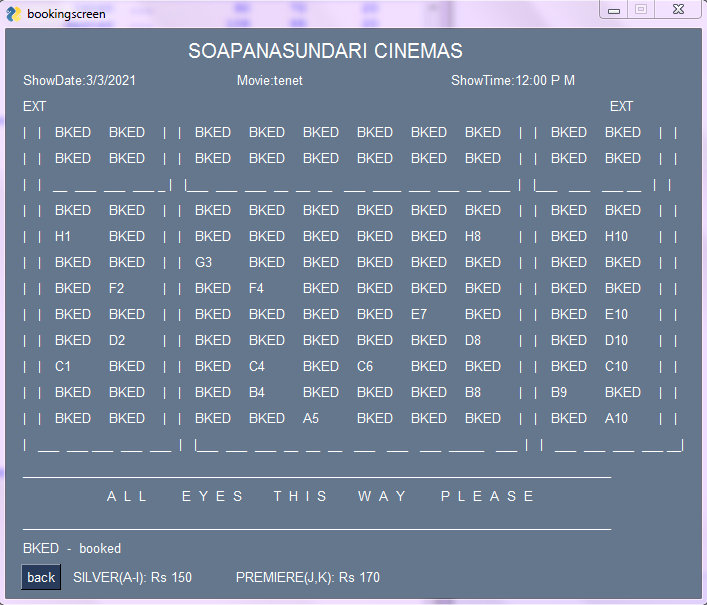 bookingscreen
SOAPANASUNDARI CINEMAS
ShowDate:3/3/2021 Movie:tenet ShowTime:12:00 P M
EXT EXT
| | BKED BKED | | BKED BKED BKED BKED BKED BKED | | BKED BKED | |
| | BKED BKED | | BKED BKED BKED BKED BKED BKED | | BKED BKED | |
| | __ ___ ___ ___ _ | |___ ___ ___ __ __ __ ___ ____ ___ ___ __ ___ | |___ ___ ___ __ | |
| | BKED BKED | | BKED BKED BKED BKED BKED BKED | | BKED BKED | |
| | H1 BKED | | BKED BKED BKED BKED BKED H8 | | BKED H10 | |
| | BKED BKED | | G3 BKED BKED BKED BKED BKED | | BKED BKED | |
| | BKED F2 | | BKED F4 BKED BKED BKED BKED | | BKED BKED | |
| | BKED BKED | | BKED BKED BKED BKED E7 BKED | | BKED E10 | |
| | BKED D2 | | BKED BKED BKED BKED BKED D8 | | BKED D10 | |
| | C1 BKED | | BKED C4 BKED C6 BKED BKED | | BKED C10 | |
| | BKED BKED | | BKED B4 BKED BKED BKED B8 | | B9 BKED | |
| | BKED BKED | | BKED BKED A5 BKED BKED BKED | | BKED A10 | |
| ___ ___ ___ ___ ___ | |___ ___ ___ __ __ __ ___ ___ ___ ___ _____ ___ | | ___ ___ ___ ___ __|
A L L E Y E S T H I S W A Y P L E A S E
BKED - booked
back SILVER(A-I): Rs 150 PREMIERE(J,K): Rs 170